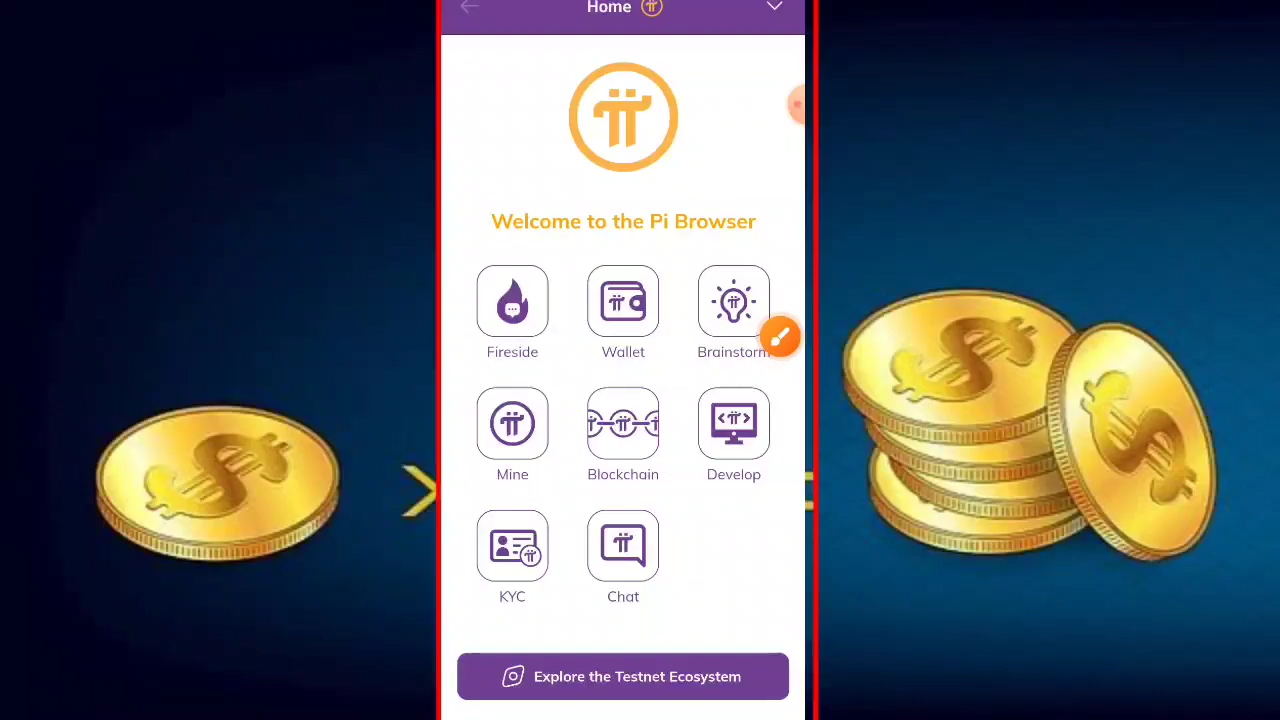 Home
Welcome to the Pi Browser
Fireside
Wallet
Brainstorm
Mine
Blockchain
Develop
KYC
Chat
Explore the Testnet Ecosystem